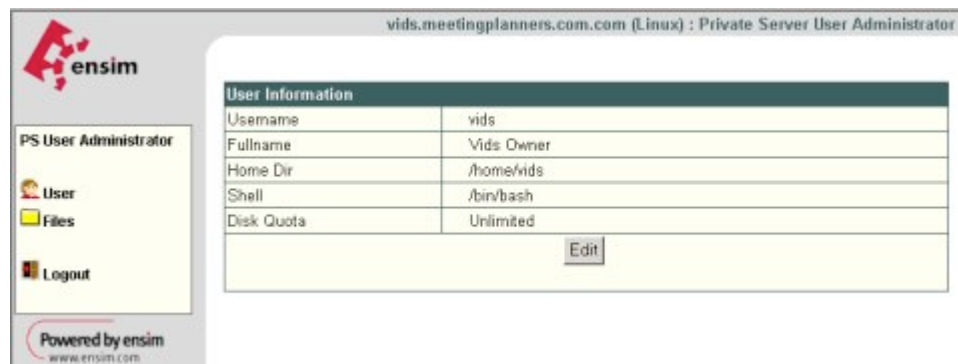 vids.meetingplanners.com.com (Linux) : Private Server User Administrator
ensim
PS User Administrator
User
Files
Logout
Powered by ensim
www.ensim.com
User Information
Username vids
Fullname Vids Owner
Home Dir /home/vids
Shell /bin/bash
Disk Quota Unlimited
Edit